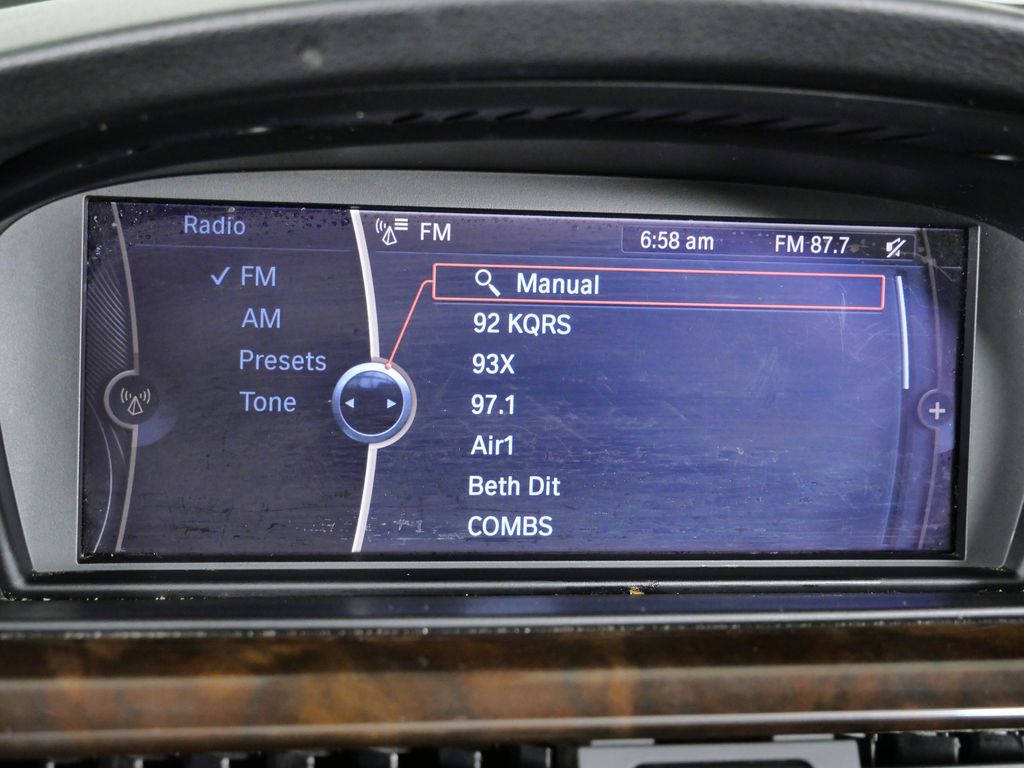 Radio
FM
6:58 am
FM 87.7
✓ FM
AM
Presets
Tone
Manual
92 KQRS
93X
97.1
Air1
Beth Dit
COMBS